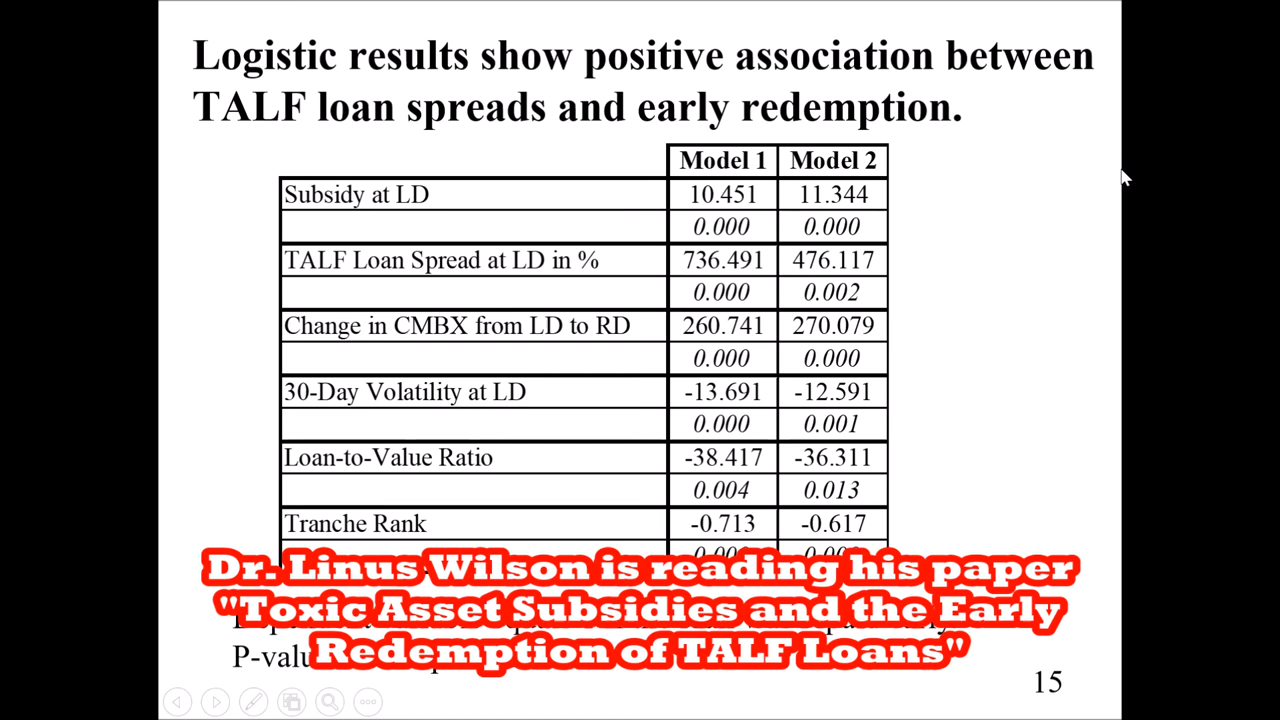 Logistic results show positive association between
TALF loan spreads and early redemption.
Model 1 Model 2
Subsidy at LD 10.451 11.344
0.000 0.000
TALF Loan Spread at LD in % 736.491 476.117
0.000 0.002
Change in CMBX from LD to RD 260.741 270.079
0.000 0.000
30-Day Volatility at LD -13.691 -12.591
0.000 0.001
Loan-to-Value Ratio -38.417 -36.311
0.004 0.013
Tranche Rank -0.713 -0.617
Dr. Linus Wilson is reading his paper
"Toxic Asset Subsidies and the Early
Redemption of TALF Loans"
15